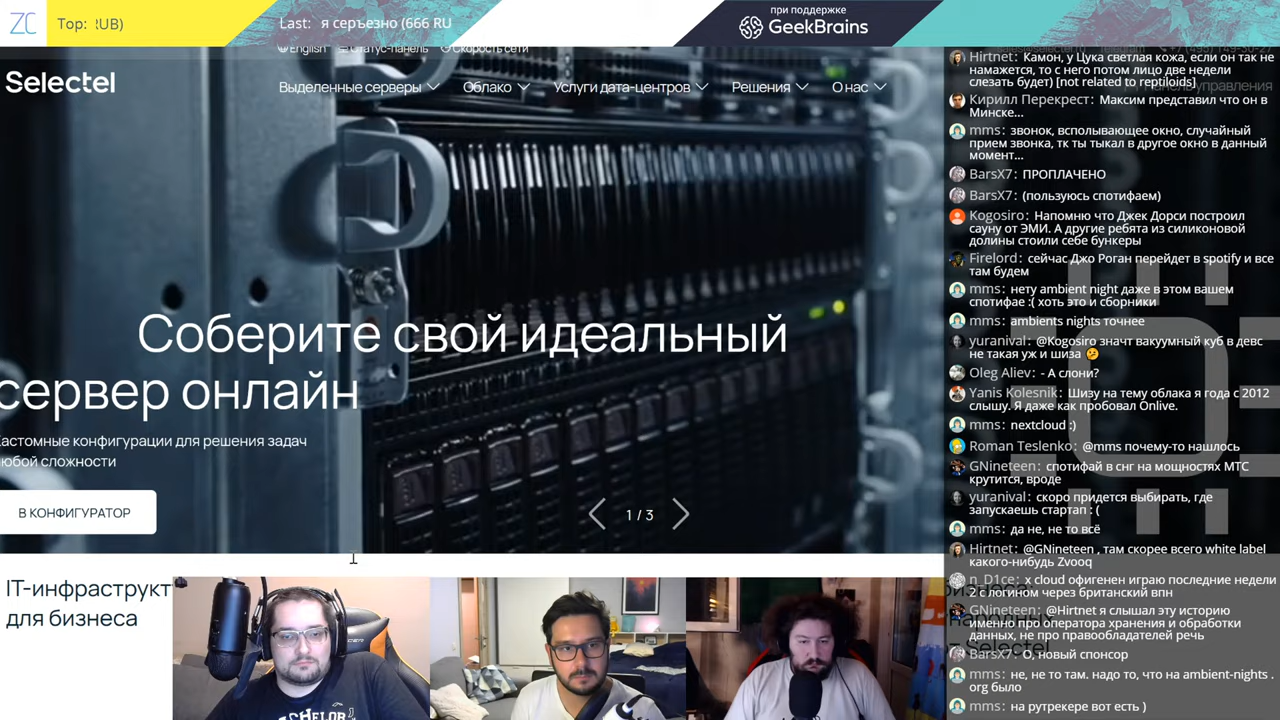 ZC
Top: RUB)
Last: я серъезно (666 RU
при поддержке
GeekBrains
English Статус-панель Скорость сети
Selectel
Выделенные серверы Облако Услуги дата-центров Решения О нас
управления
Соберите свой идеальный
сервер онлайн
Кастомные конфигурации для решения задач
любой сложности
В КОНФИГУРАТОР
1 / 3
IT-инфраструкт
для бизнеса
BACHELOR
Hirtnet: Камон, у Цука светлая кожа, если он так не
намажется, то с него потом лицо две недели
слезать будет) [not related to reptiloids]
Кирилл Перекрест: Максим представил что он в
Минске...
mms: звонок, всполывающее окно, случайный
прием звонка, тк ты тыкал в другое окно в данный
момент...
BarsX7: ПРОПЛАЧЕНО
BarsX7: (пользуюсь спотифаем)
Kogosiro: Напомню что Джек Дорси построил
сауну от ЭМИ. А другие ребята из силиконовой
долины стоили себе бункеры
Firelord: сейчас Джо Роган перейдет в spotify и все
там будем
mms: нету ambient night даже в этом вашем
спотифае :( хоть это и сборники
mms: ambients nights точнее
yuranival: @Kogosiro значт вакуумный куб в девс
не такая уж и шиза 🤔
Oleg Aliev: - А слони?
Yanis Kolesnik: Шизу на тему облака я года с 2012
слышу. Я даже как пробовал Onlive.
mms: nextcloud :)
Roman Teslenko: @mms почему-то нашлось
GNineteen: спотифай в снг на мощностях МТС
крутится, вроде
yuranival: скоро придется выбирать, где
запускаешь стартап : (
mms: да не, не то всё
Hirtnet: @GNineteen , там скорее всего white label
какого-нибудь Zvooq
n_D1ce: x cloud офигенен играю последние недели
2 с логином через британский впн
GNineteen: @Hirtnet я слышал эту историю
именно про оператора хранения и обработки
данных, не про правообладателей речь
BarsX7: О, новый спонсор
mms: не, не то там. надо то, что на ambient-nights .
org было
mms: на рутрекере вот есть )